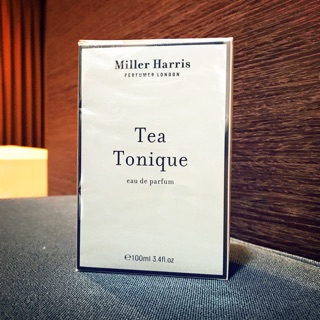 Miller Harris
PERFUMER LONDON
Tea
Tonique
eau de parfum
℮100ml 3.4fl.oz